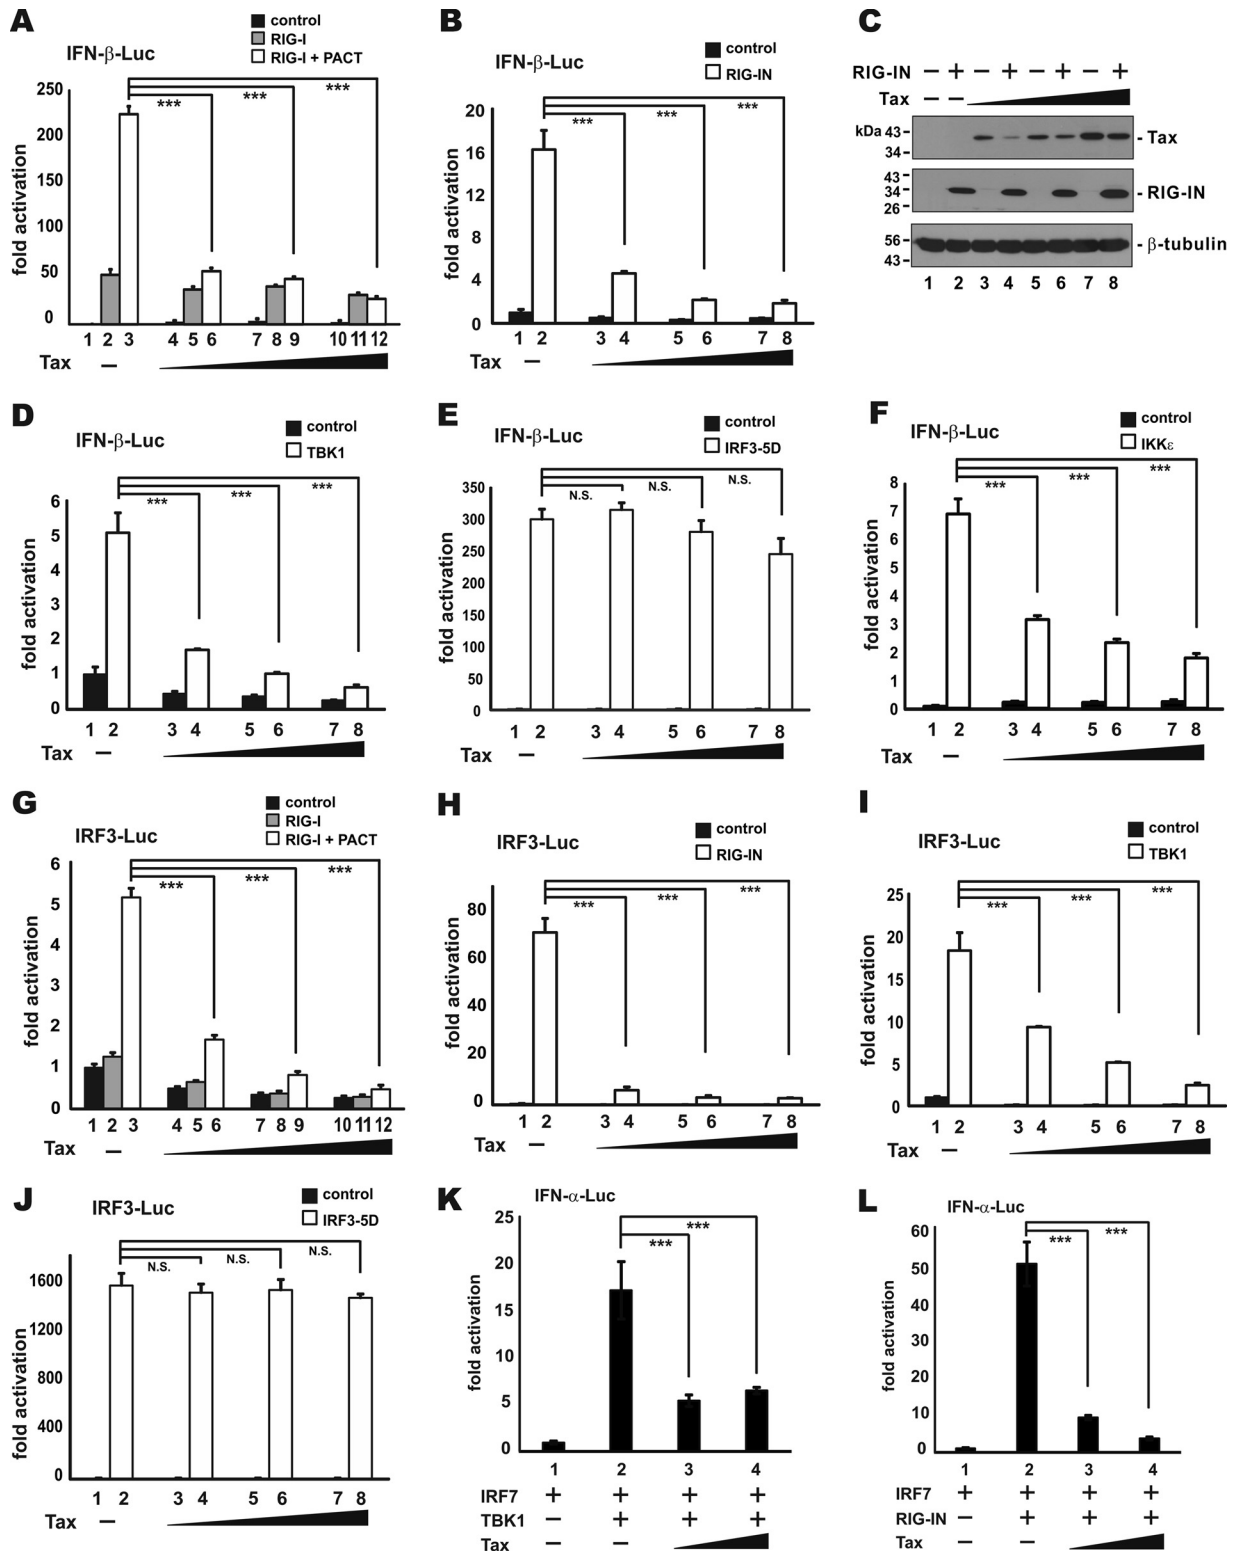 A
IFN-β-Luc
control
RIG-I
RIG-I + PACT
fold activation
250
200
150
100
50
0
***
***
***
1 2 3 4 5 6 7 8 9 10 11 12
Tax –
B
IFN-β-Luc
control
RIG-IN
fold activation
20
16
12
8
4
0
***
***
***
1 2 3 4 5 6 7 8
Tax –
C
RIG-IN – + – + – + – +
Tax – –
kDa 43 –
34 –
- Tax
43 –
34 –
26 –
- RIG-IN
56 –
43 –
- β-tubulin
1 2 3 4 5 6 7 8
D
IFN-β-Luc
control
TBK1
fold activation
6
5
4
3
2
1
0
***
***
***
1 2 3 4 5 6 7 8
Tax –
E
IFN-β-Luc
control
IRF3-5D
fold activation
350
300
250
200
150
100
50
0
N.S.
N.S.
N.S.
1 2 3 4 5 6 7 8
Tax –
F
IFN-β-Luc
control
IKKε
fold activation
8
7
6
5
4
3
2
1
0
***
***
***
1 2 3 4 5 6 7 8
Tax –
G
IRF3-Luc
control
RIG-I
RIG-I + PACT
fold activation
6
5
4
3
2
1
0
***
***
***
1 2 3 4 5 6 7 8 9 10 11 12
Tax –
H
IRF3-Luc
control
RIG-IN
fold activation
80
60
40
20
0
***
***
***
1 2 3 4 5 6 7 8
Tax –
I
IRF3-Luc
control
TBK1
fold activation
25
20
15
10
5
0
***
***
***
1 2 3 4 5 6 7 8
Tax –
J
IRF3-Luc
control
IRF3-5D
fold activation
1600
1200
800
400
0
N.S.
N.S.
N.S.
1 2 3 4 5 6 7 8
Tax –
K
IFN-α-Luc
fold activation
25
20
15
10
5
0
***
***
1 2 3 4
IRF7 + + + +
TBK1 – + + +
Tax – –
L
IFN-α-Luc
fold activation
60
50
40
30
20
10
0
***
***
1 2 3 4
IRF7 + + + +
RIG-IN – + + +
Tax – –